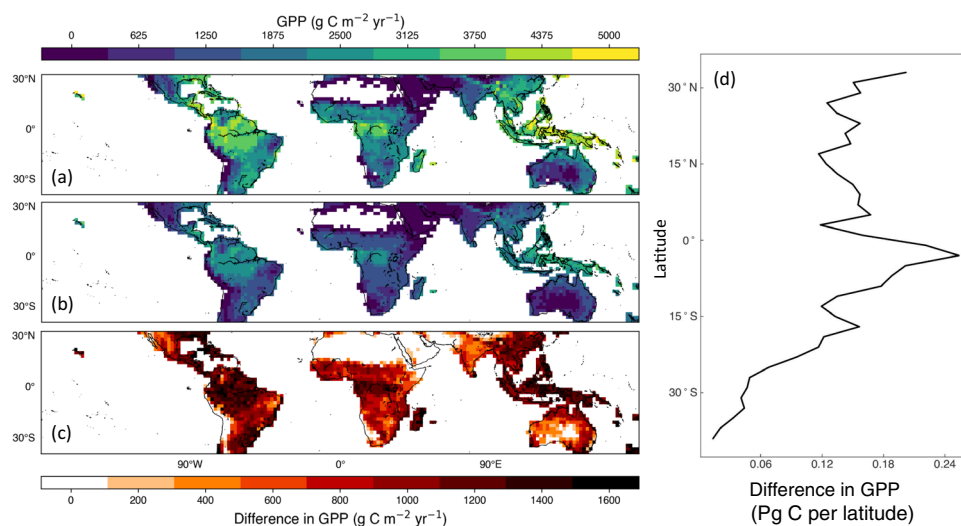 GPP (g C m⁻² yr⁻¹)
0 625 1250 1875 2500 3125 3750 4375 5000
30°N
0°
30°S
(a)
30°N
0°
30°S
(b)
30°N
0°
30°S
(c)
90°W 0° 90°E
0 200 400 600 800 1000 1200 1400 1600
Difference in GPP (g C m⁻² yr⁻¹)
(d)
Latitude
30° N
15° N
0°
15° S
30° S
0.06 0.12 0.18 0.24
Difference in GPP
(Pg C per latitude)